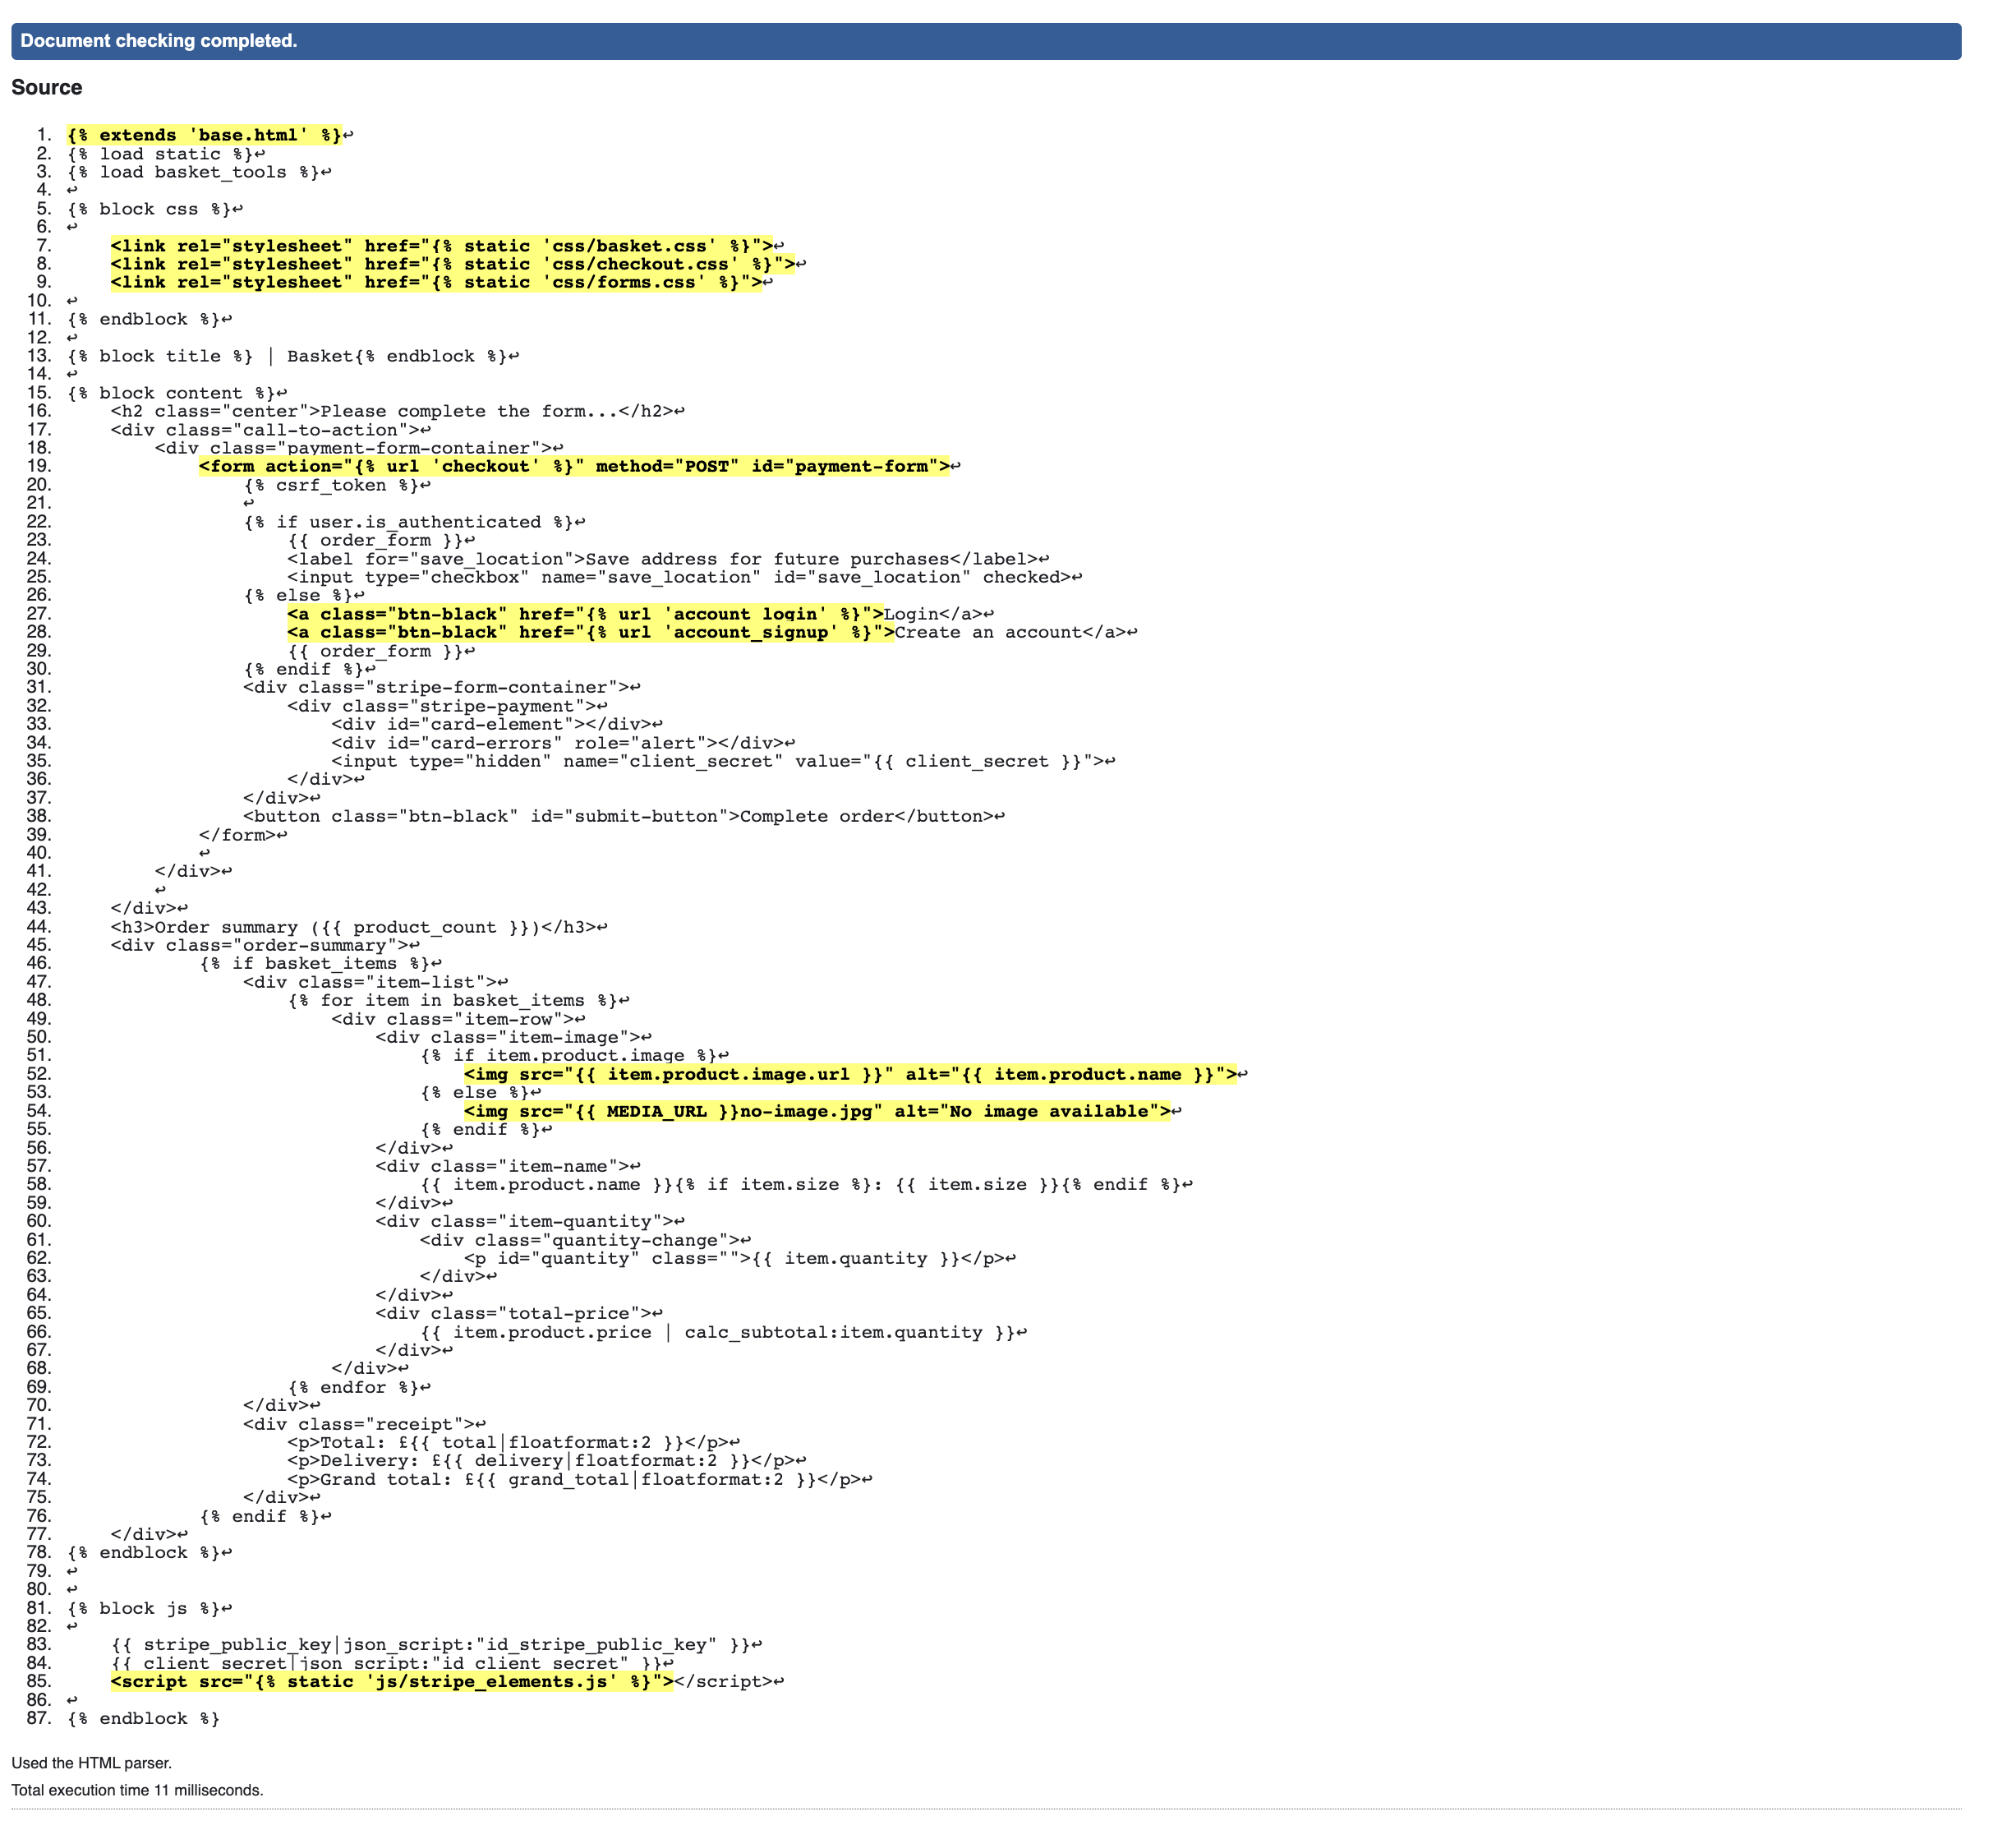 Document checking completed.
Source
1. {% extends 'base.html' %}↩
2. {% load static %}↩
3. {% load basket_tools %}↩
4. ↩
5. {% block css %}↩
6. ↩
7. <link rel="stylesheet" href="{% static 'css/basket.css' %}">↩
8. <link rel="stylesheet" href="{% static 'css/checkout.css' %}">↩
9. <link rel="stylesheet" href="{% static 'css/forms.css' %}">↩
10. ↩
11. {% endblock %}↩
12. ↩
13. {% block title %} | Basket{% endblock %}↩
14. ↩
15. {% block content %}↩
16. <h2 class="center">Please complete the form...</h2>↩
17. <div class="call-to-action">↩
18. <div class="payment-form-container">↩
19. <form action="{% url 'checkout' %}" method="POST" id="payment-form">↩
20. {% csrf_token %}↩
21. ↩
22. {% if user.is_authenticated %}↩
23. {{ order_form }}↩
24. <label for="save_location">Save address for future purchases</label>↩
25. <input type="checkbox" name="save_location" id="save_location" checked>↩
26. {% else %}↩
27. <a class="btn-black" href="{% url 'account_login' %}">Login</a>↩
28. <a class="btn-black" href="{% url 'account_signup' %}">Create an account</a>↩
29. {{ order_form }}↩
30. {% endif %}↩
31. <div class="stripe-form-container">↩
32. <div class="stripe-payment">↩
33. <div id="card-element"></div>↩
34. <div id="card-errors" role="alert"></div>↩
35. <input type="hidden" name="client_secret" value="{{ client_secret }}">↩
36. </div>↩
37. </div>↩
38. <button class="btn-black" id="submit-button">Complete order</button>↩
39. </form>↩
40. ↩
41. </div>↩
42. ↩
43. </div>↩
44. <h3>Order summary ({{ product_count }})</h3>↩
45. <div class="order-summary">↩
46. {% if basket_items %}↩
47. <div class="item-list">↩
48. {% for item in basket_items %}↩
49. <div class="item-row">↩
50. <div class="item-image">↩
51. {% if item.product.image %}↩
52. <img src="{{ item.product.image.url }}" alt="{{ item.product.name }}">↩
53. {% else %}↩
54. <img src="{{ MEDIA_URL }}no-image.jpg" alt="No image available">↩
55. {% endif %}↩
56. </div>↩
57. <div class="item-name">↩
58. {{ item.product.name }}{% if item.size %}: {{ item.size }}{% endif %}↩
59. </div>↩
60. <div class="item-quantity">↩
61. <div class="quantity-change">↩
62. <p id="quantity" class="">{{ item.quantity }}</p>↩
63. </div>↩
64. </div>↩
65. <div class="total-price">↩
66. {{ item.product.price | calc_subtotal:item.quantity }}↩
67. </div>↩
68. </div>↩
69. {% endfor %}↩
70. </div>↩
71. <div class="receipt">↩
72. <p>Total: £{{ total|floatformat:2 }}</p>↩
73. <p>Delivery: £{{ delivery|floatformat:2 }}</p>↩
74. <p>Grand total: £{{ grand_total|floatformat:2 }}</p>↩
75. </div>↩
76. {% endif %}↩
77. </div>↩
78. {% endblock %}↩
79. ↩
80. ↩
81. {% block js %}↩
82. ↩
83. {{ stripe_public_key|json_script:"id_stripe_public_key" }}↩
84. {{ client_secret|json_script:"id_client_secret" }}↩
85. <script src="{% static 'js/stripe_elements.js' %}"></script>↩
86. ↩
87. {% endblock %}
Used the HTML parser.
Total execution time 11 milliseconds.